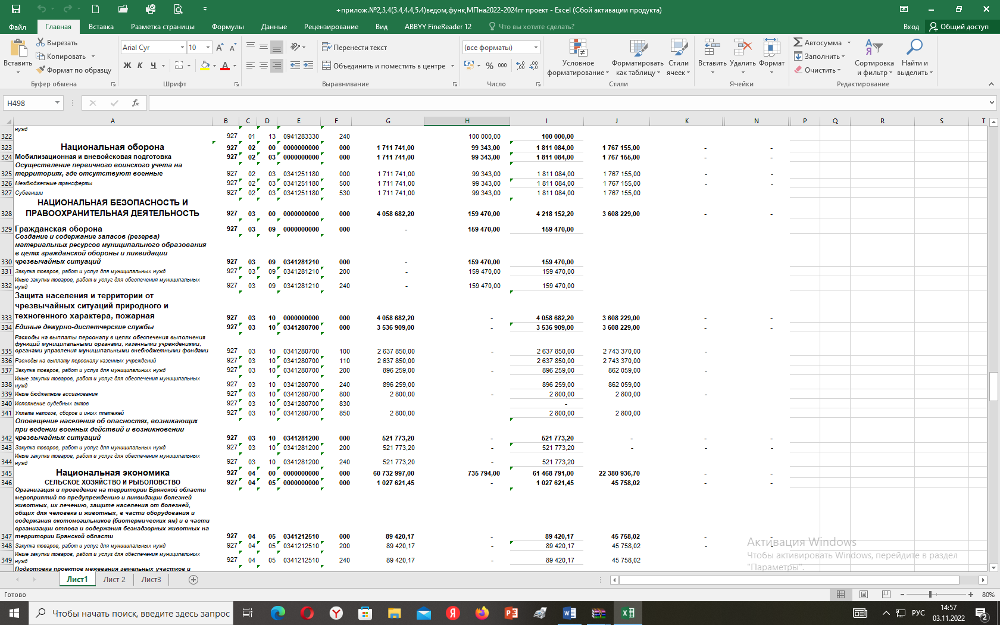 +прилож.№2,3,4(3.4,4.4,5.4)ведом,функ,МПна2022-2024гг проект - Excel (Сбой активации продукта)
Файл Главная Вставка Разметка страницы Формулы Данные Рецензирование Вид ABBYY FineReader 12 Что вы хотите сделать? Вход Общий доступ
Вставить Вырезать Копировать Формат по образцу
Arial Cyr 10
Ж К Ч
Перенести текст
Объединить и поместить в центре
(все форматы)
% 000
Условное форматирование Форматировать как таблицу Стили ячеек
Вставить Удалить Формат
Автосумма Заполнить Очистить
Сортировка и фильтр Найти и выделить
Буфер обмена Шрифт Выравнивание Число Стили Ячейки Редактирование
H498 fx
A B C D E F G H I J K N P Q R S T
нужд
322 927 01 13 0941283330 240 100 000,00 100 000,00
323 Национальная оборона 927 02 00 0000000000 000 1 711 741,00 99 343,00 1 811 084,00 1 767 155,00 - -
324 Мобилизационная и вневойсковая подготовка 927 02 03 0000000000 000 1 711 741,00 99 343,00 1 811 084,00 1 767 155,00 - -
Осуществление первичного воинского учета на
325 территориях, где отсутствуют военные 927 02 03 0341251180 000 1 711 741,00 99 343,00 1 811 084,00 1 767 155,00 - -
326 Межбюджетные трансферты 927 02 03 0341251180 500 1 711 741,00 99 343,00 1 811 084,00 1 767 155,00 - -
327 Субвенции 927 02 03 0341251180 530 1 711 741,00 99 343,00 1 811 084,00 1 767 155,00
НАЦИОНАЛЬНАЯ БЕЗОПАСНОСТЬ И
328 ПРАВООХРАНИТЕЛЬНАЯ ДЕЯТЕЛЬНОСТЬ 927 03 00 0000000000 000 4 058 682,20 159 470,00 4 218 152,20 3 608 229,00 - -
329 Гражданская оборона 927 03 09 0000000000 000 - 159 470,00 159 470,00
Создание и содержание запасов (резерва)
материальных ресурсов муниципального образования
в целях гражданской обороны и ликвидации
330 чрезвычайных ситуаций 927 03 09 0341281210 000 - 159 470,00 159 470,00
331 Закупка товаров, работ и услуг для муниципальных нужд 927 03 09 0341281210 200 - 159 470,00 159 470,00
Иные закупки товаров, работ и услуг для обеспечения муниципальных
332 нужд 927 03 09 0341281210 240 - 159 470,00 159 470,00
Защита населения и территории от
чрезвычайных ситуаций природного и
333 техногенного характера, пожарная 927 03 10 0000000000 000 4 058 682,20 - 4 058 682,20 3 608 229,00 - -
334 Единые дежурно-диспетчерские службы 927 03 10 0341280700 000 3 536 909,00 - 3 536 909,00 3 608 229,00 - -
Расходы на выплаты персоналу в целях обеспечения выполнения
функций муниципальными органами, казенными учреждениями,
335 органами управления муниципальными внебюджетными фондами 927 03 10 0341280700 100 2 637 850,00 - 2 637 850,00 2 743 370,00 -
336 Расходы на выплату персоналу казенных учреждений 927 03 10 0341280700 110 2 637 850,00 2 637 850,00 2 743 370,00
337 Закупка товаров, работ и услуг для муниципальных нужд 927 03 10 0341280700 200 896 259,00 - 896 259,00 862 059,00 -
Иные закупки товаров, работ и услуг для обеспечения муниципальных
338 нужд 927 03 10 0341280700 240 896 259,00 896 259,00 862 059,00
339 Иные бюджетные ассигнования 927 03 10 0341280700 800 2 800,00 - 2 800,00 2 800,00 -
340 Исполнение судебных актов 927 03 10 0341280700 830 -
341 Уплата налогов, сборов и иных платежей 927 03 10 0341280700 850 2 800,00 2 800,00 2 800,00
Оповещение населения об опасностях, возникающих
при ведении военных действий и возникновении
342 чрезвычайных ситуаций 927 03 10 0341281200 000 521 773,20 - 521 773,20 - - -
343 Закупка товаров, работ и услуг для муниципальных нужд 927 03 10 0341281200 200 521 773,20 - 521 773,20 - - -
Иные закупки товаров, работ и услуг для обеспечения муниципальных
344 нужд 927 03 10 0341281200 240 521 773,20 - 521 773,20
345 Национальная экономика 927 04 00 0000000000 000 60 732 997,00 735 794,00 61 468 791,00 22 380 936,70 - -
346 СЕЛЬСКОЕ ХОЗЯЙСТВО И РЫБОЛОВСТВО 927 04 05 0000000000 000 1 027 621,45 - 1 027 621,45 45 758,02 - -
Организация и проведение на территории Брянской области
мероприятий по предупреждению и ликвидации болезней
животных, их лечению, защите населения от болезней,
общих для человека и животных, в части оборудования и
содержания скотомогильников (биотермических ям) и в части
организации отлова и содержания безнадзорных животных на
347 территории Брянской области 927 04 05 0341212510 000 89 420,17 - 89 420,17 45 758,02 - -
348 Закупка товаров, работ и услуг для муниципальных нужд 927 04 05 0341212510 200 89 420,17 - 89 420,17 45 758,02 - -
Иные закупки товаров, работ и услуг для обеспечения муниципальных
349 нужд 927 04 05 0341212510 240 89 420,17 - 89 420,17 45 758,02
Подготовка проектов межевания земельных участков и
Активация Windows
Чтобы активировать Windows, перейдите в раздел
"Параметры".
Лист1 Лист 2 Лист3
Готово 80%
Чтобы начать поиск, введите здесь запрос
РУС 14:57
03.11.2022 2